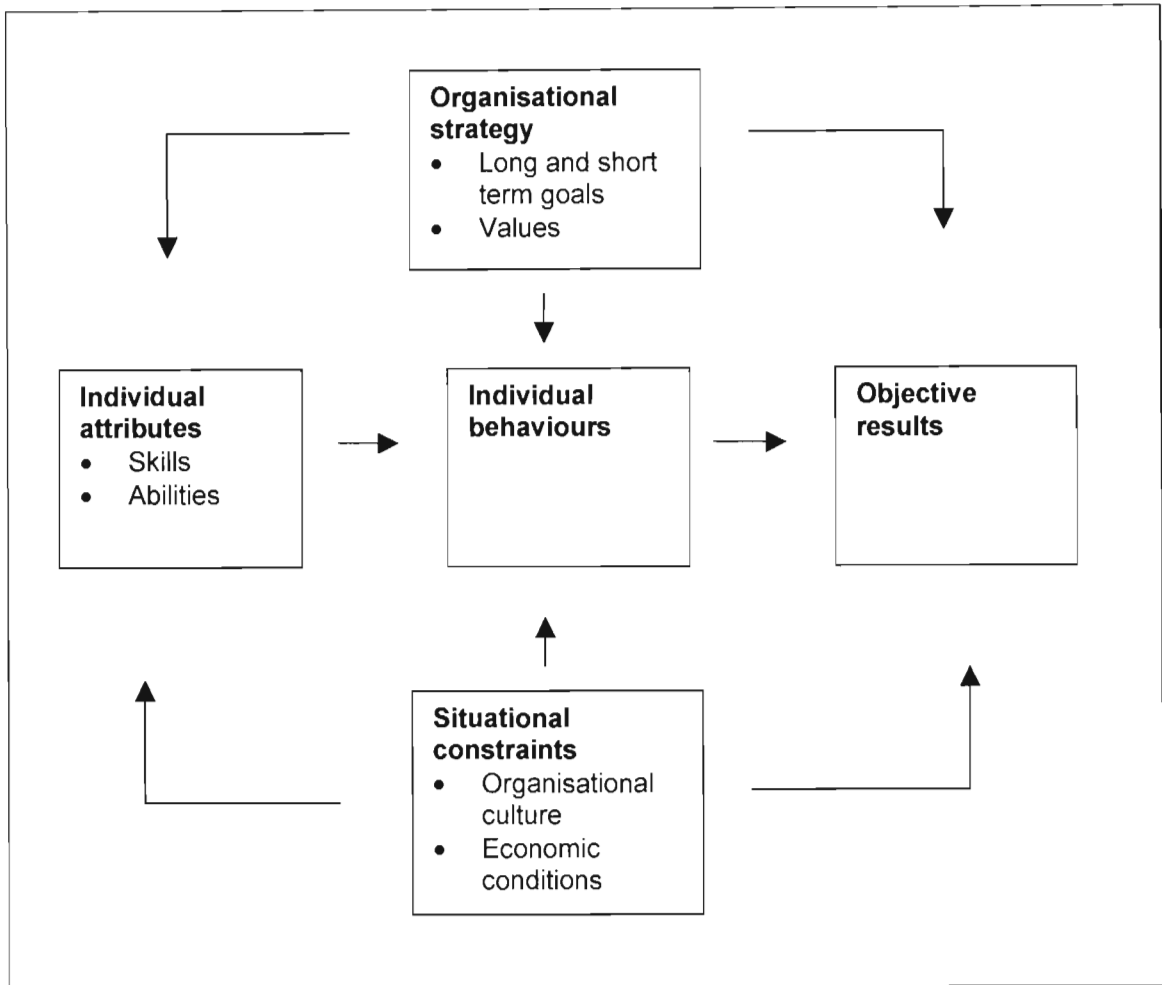 Organisational
strategy
• Long and short
term goals
• Values
Individual
attributes
• Skills
• Abilities
Individual
behaviours
Objective
results
Situational
constraints
• Organisational
culture
• Economic
conditions